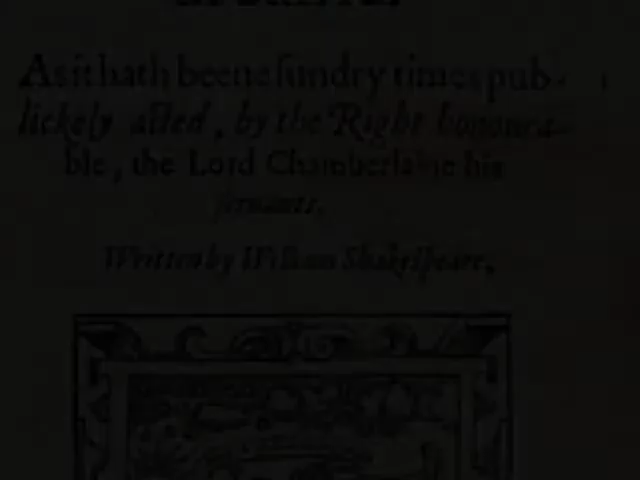 As it hath beene ſundry times pub-
lickely acted, by the Right honoura-
ble, the Lord Chamberlaine his
ſeruants.
Written by William Shakeſpeare.